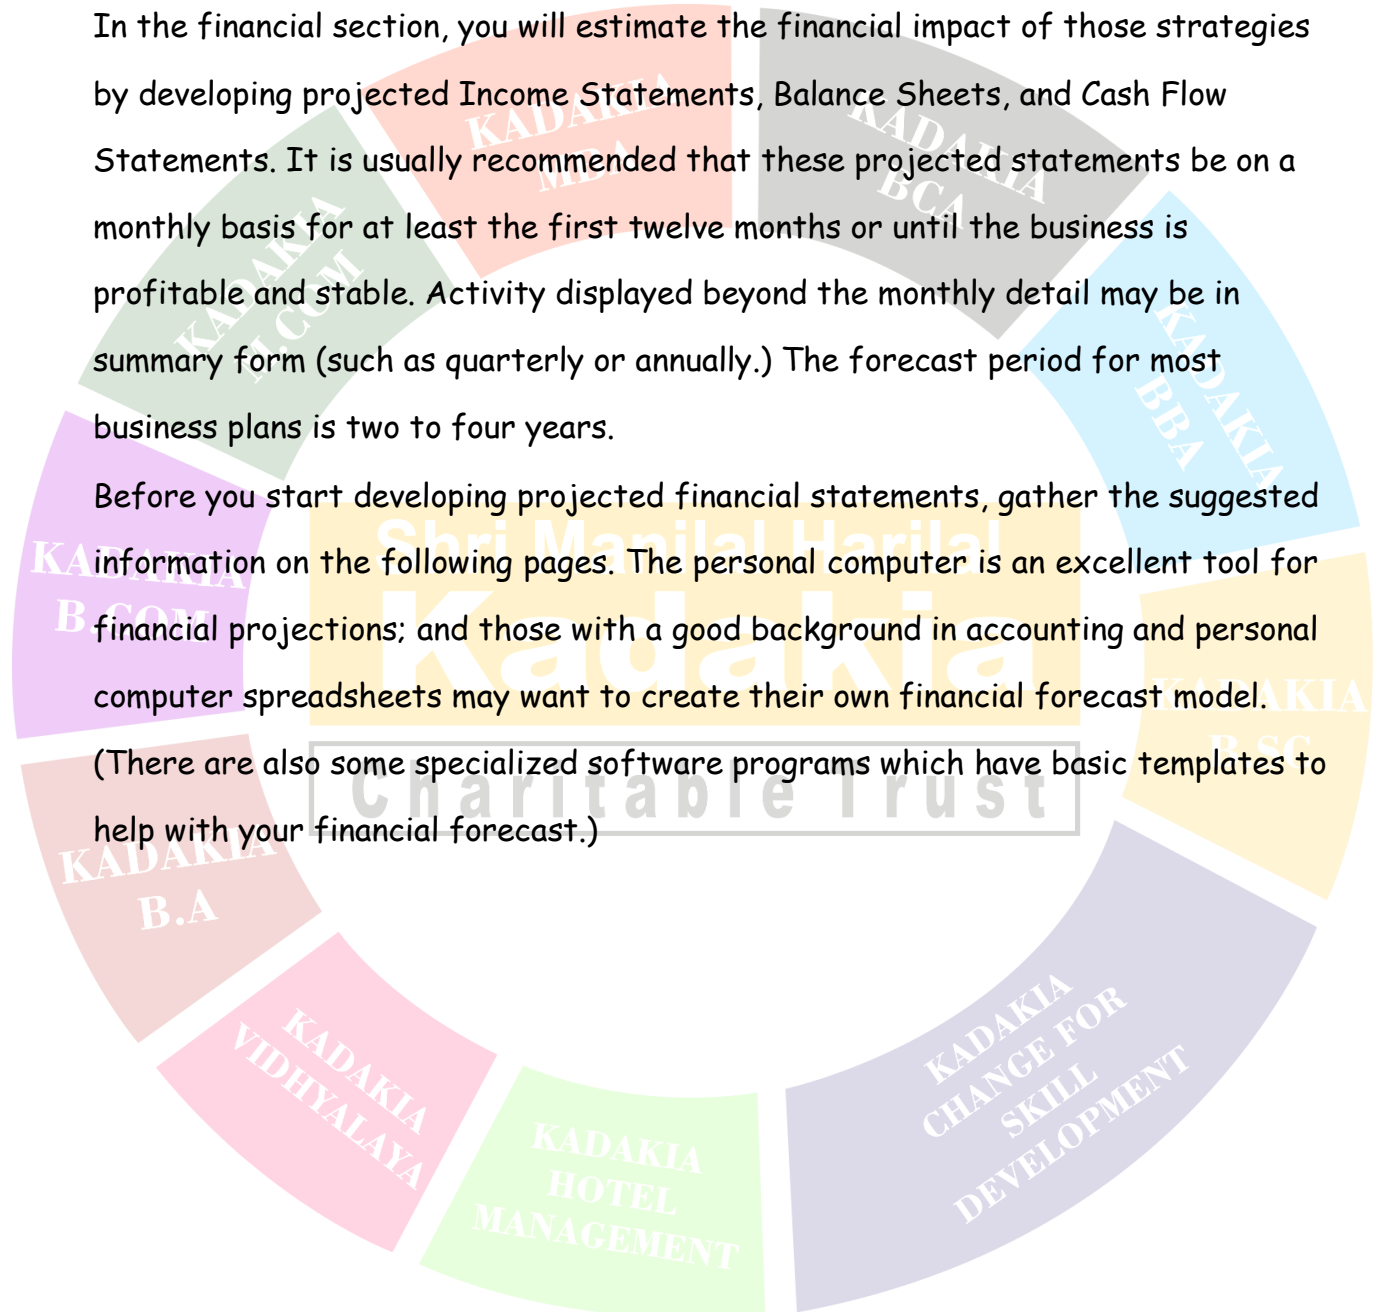 In the financial section, you will estimate the financial impact of those strategies
by developing projected Income Statements, Balance Sheets, and Cash Flow
Statements. It is usually recommended that these projected statements be on a
monthly basis for at least the first twelve months or until the business is
profitable and stable. Activity displayed beyond the monthly detail may be in
summary form (such as quarterly or annually.) The forecast period for most
business plans is two to four years.
Before you start developing projected financial statements, gather the suggested
information on the following pages. The personal computer is an excellent tool for
financial projections; and those with a good background in accounting and personal
computer spreadsheets may want to create their own financial forecast model.
(There are also some specialized software programs which have basic templates to
help with your financial forecast.)
KADAKIA
MBA
KADAKIA
BCA
KADAKIA
BBA
KADAKIA
B.SC
KADAKIA
CHANGE FOR
SKILL
DEVELOPMENT
KADAKIA
HOTEL
MANAGEMENT
KADAKIA
VIDHYALAYA
KADAKIA
B.A
KADAKIA
B.COM
KADAKIA
M.COM
Shri Manilal Harilal
Kadakia
Charitable Trust